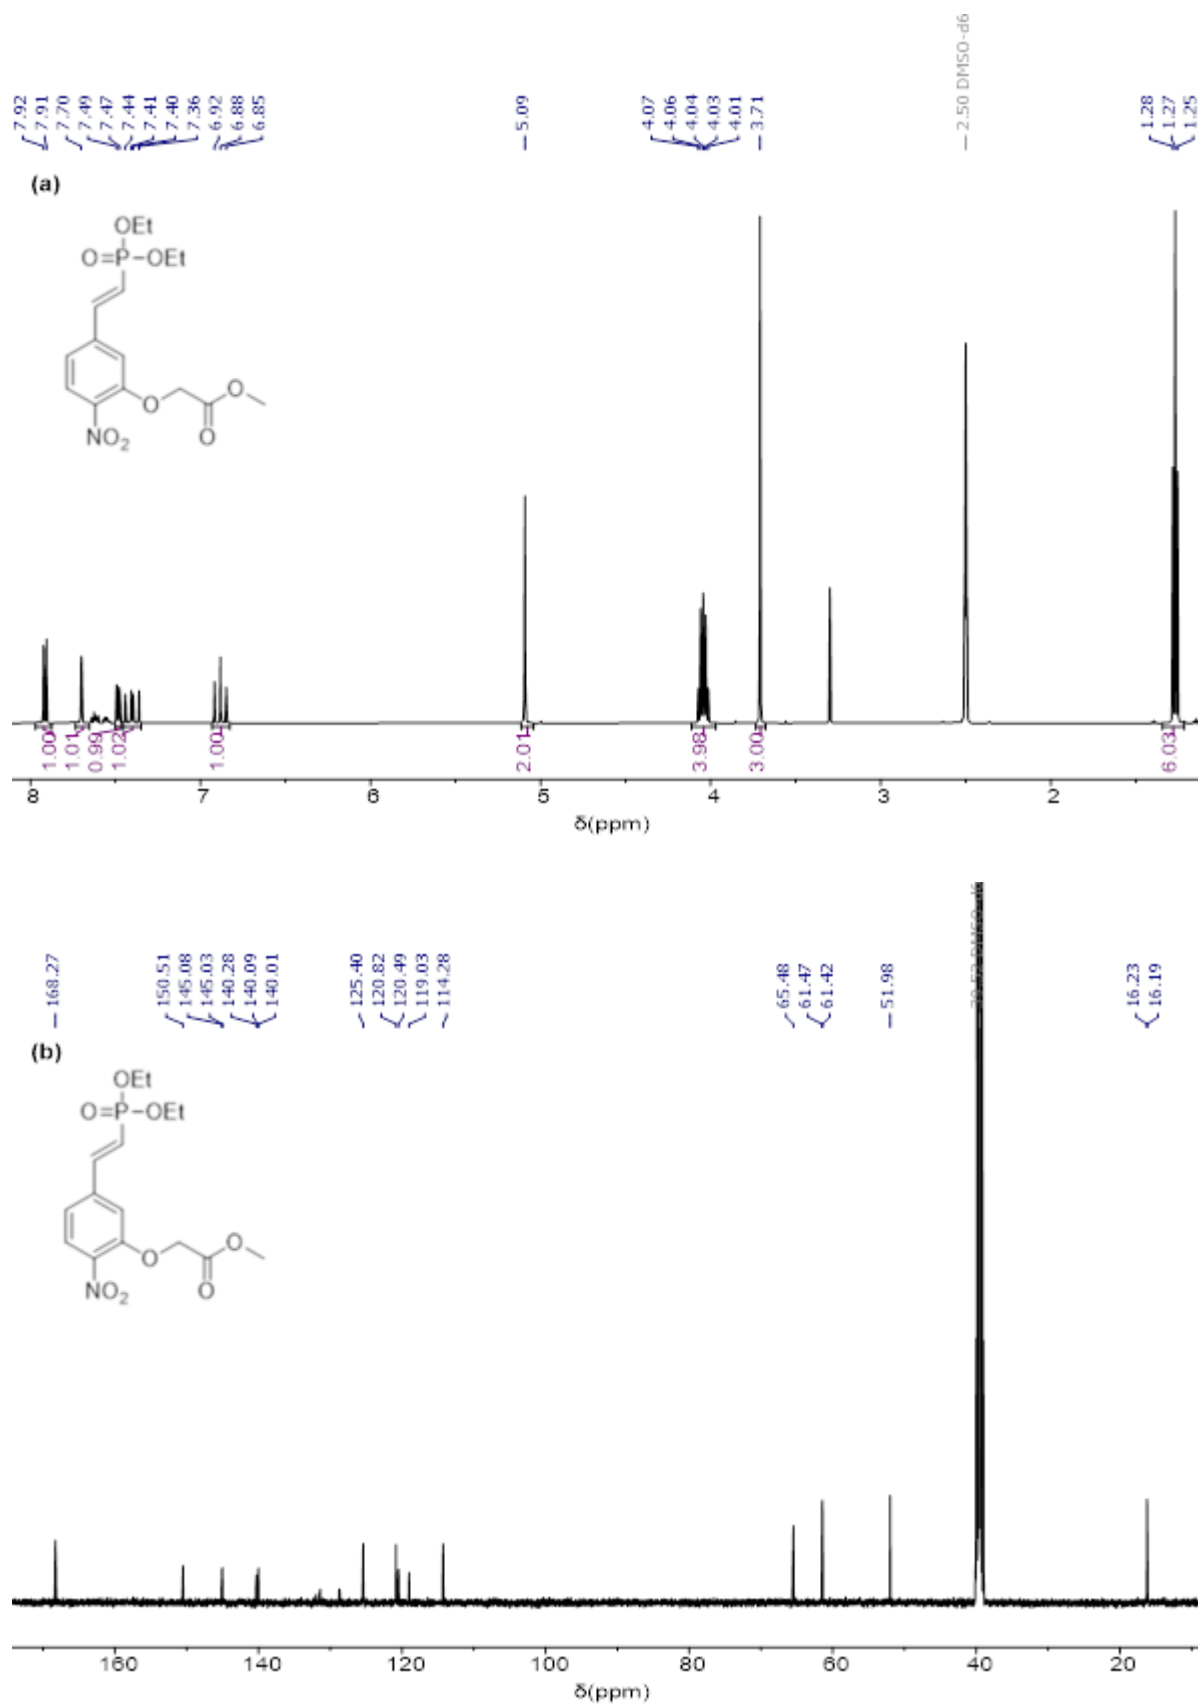 7.92
7.91
7.70
7.49
7.47
7.44
7.41
7.40
7.36
6.92
6.88
6.85
5.09
4.07
4.06
4.04
4.03
4.01
3.71
2.50 DMSO-d6
1.28
1.27
1.25
(a)
OEt
O=P-OEt
O
O
O
NO2
1.00
1.01
0.99
1.02
1.00
2.01
3.98
3.00
6.03
8 7 6 5 4 3 2
δ(ppm)
168.27
150.51
145.08
145.03
140.28
140.09
140.01
125.40
120.82
120.49
119.03
114.28
65.48
61.47
61.42
51.98
39.52 DMSO-d6
16.23
16.19
(b)
OEt
O=P-OEt
O
O
O
NO2
160 140 120 100 80 60 40 20
δ(ppm)